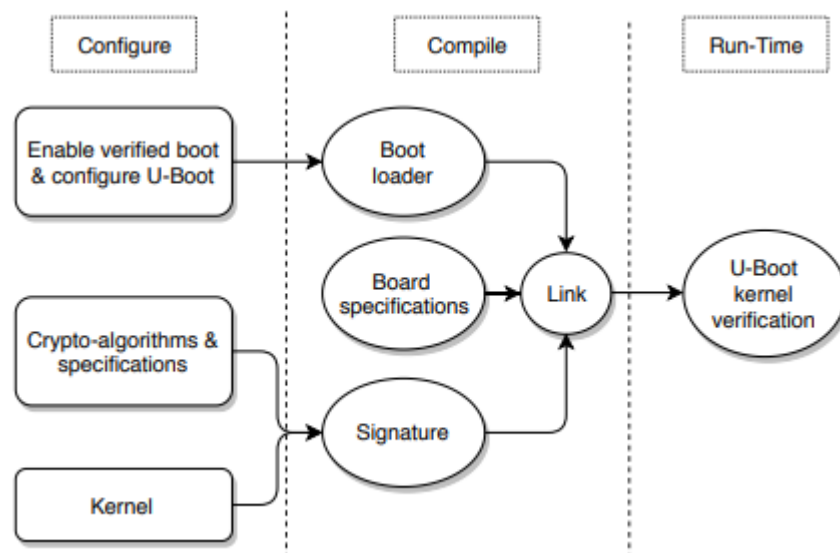 Configure
Compile
Run-Time
Enable verified boot
& configure U-Boot
Boot
loader
Board
specifications
Link
U-Boot
kernel
verification
Crypto-algorithms &
specifications
Signature
Kernel